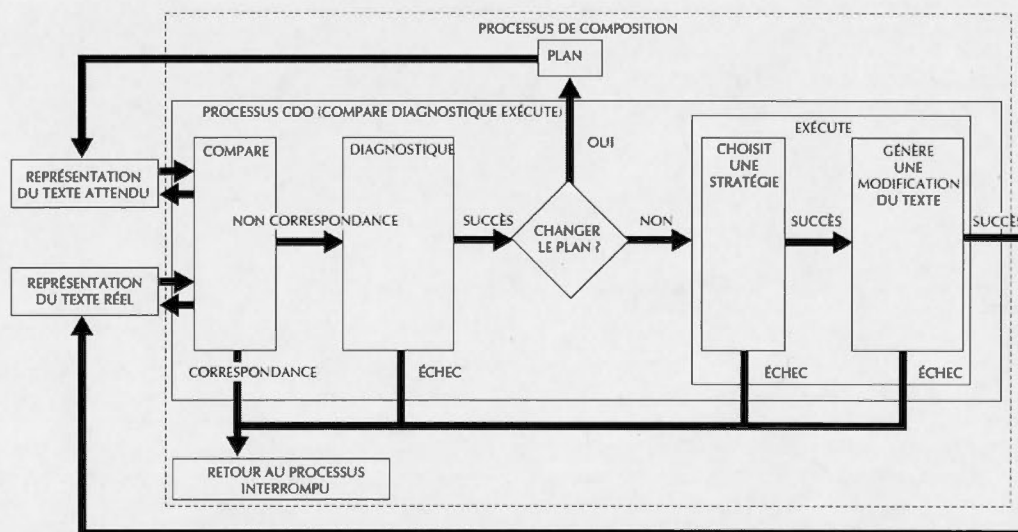 PROCESSUS DE COMPOSITION
PLAN
PROCESSUS CDO (COMPARE DIAGNOSTIQUE EXÉCUTE)
OUI
EXÉCUTE
COMPARE
DIAGNOSTIQUE
CHOISIT
UNE
STRATÉGIE
GÉNÈRE
UNE
MODIFICATION
DU TEXTE
REPRÉSENTATION
DU TEXTE ATTENDU
NON CORRESPONDANCE
SUCCÈS
CHANGER
LE PLAN ?
NON
SUCCÈS
SUCCÈS
REPRÉSENTATION
DU TEXTE RÉEL
CORRESPONDANCE
ÉCHEC
ÉCHEC
ÉCHEC
RETOUR AU PROCESSUS
INTERROMPU